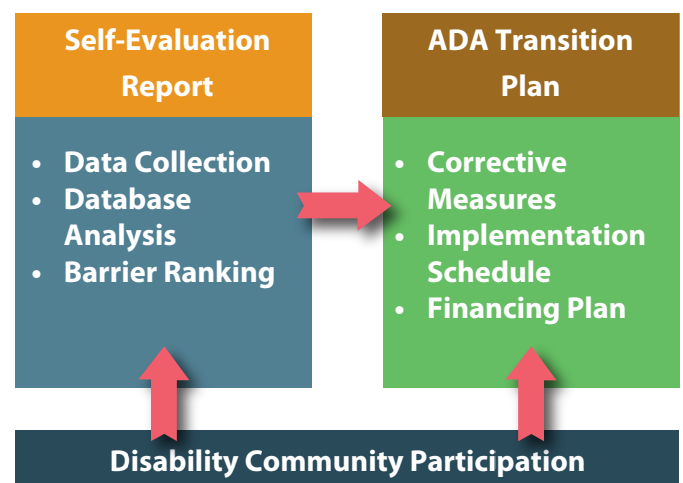 Self-Evaluation
Report
• Data Collection
• Database
Analysis
• Barrier Ranking
ADA Transition
Plan
• Corrective
Measures
• Implementation
Schedule
• Financing Plan
Disability Community Participation